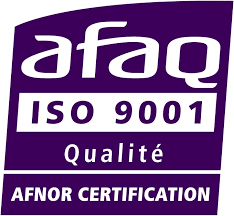 afaq
ISO 9001
Qualité
AFNOR CERTIFICATION